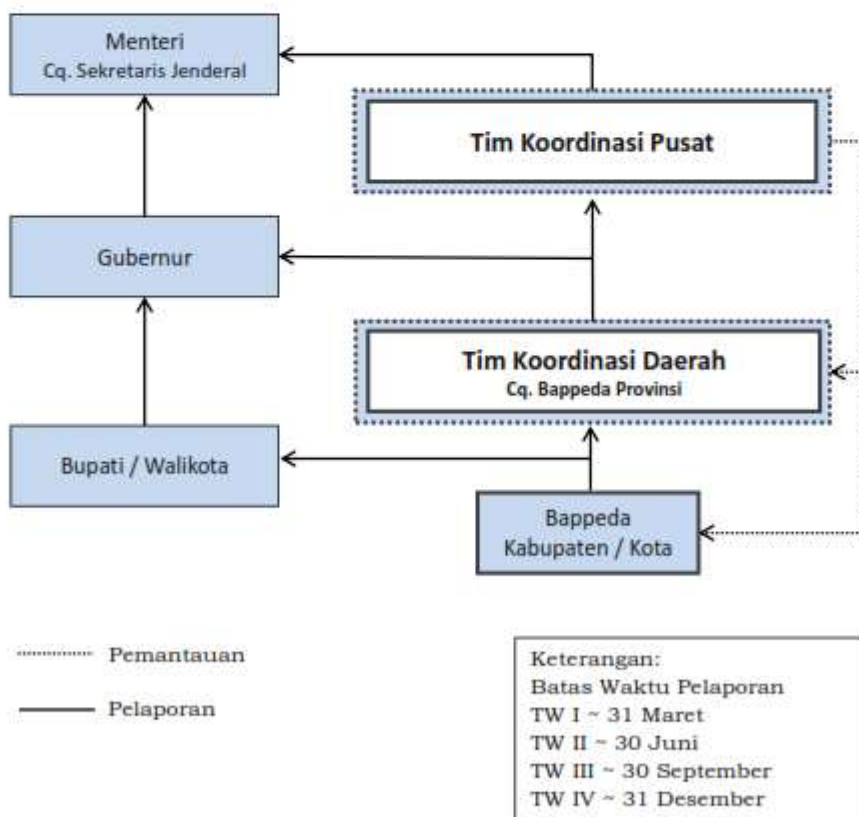 Menteri
Cq. Sekretaris Jenderal
Tim Koordinasi Pusat
Gubernur
Tim Koordinasi Daerah
Cq. Bappeda Provinsi
Bupati / Walikota
Bappeda
Kabupaten / Kota
Pemantauan
Pelaporan
Keterangan:
Batas Waktu Pelaporan
TW I ~ 31 Maret
TW II ~ 30 Juni
TW III ~ 30 September
TW IV ~ 31 Desember